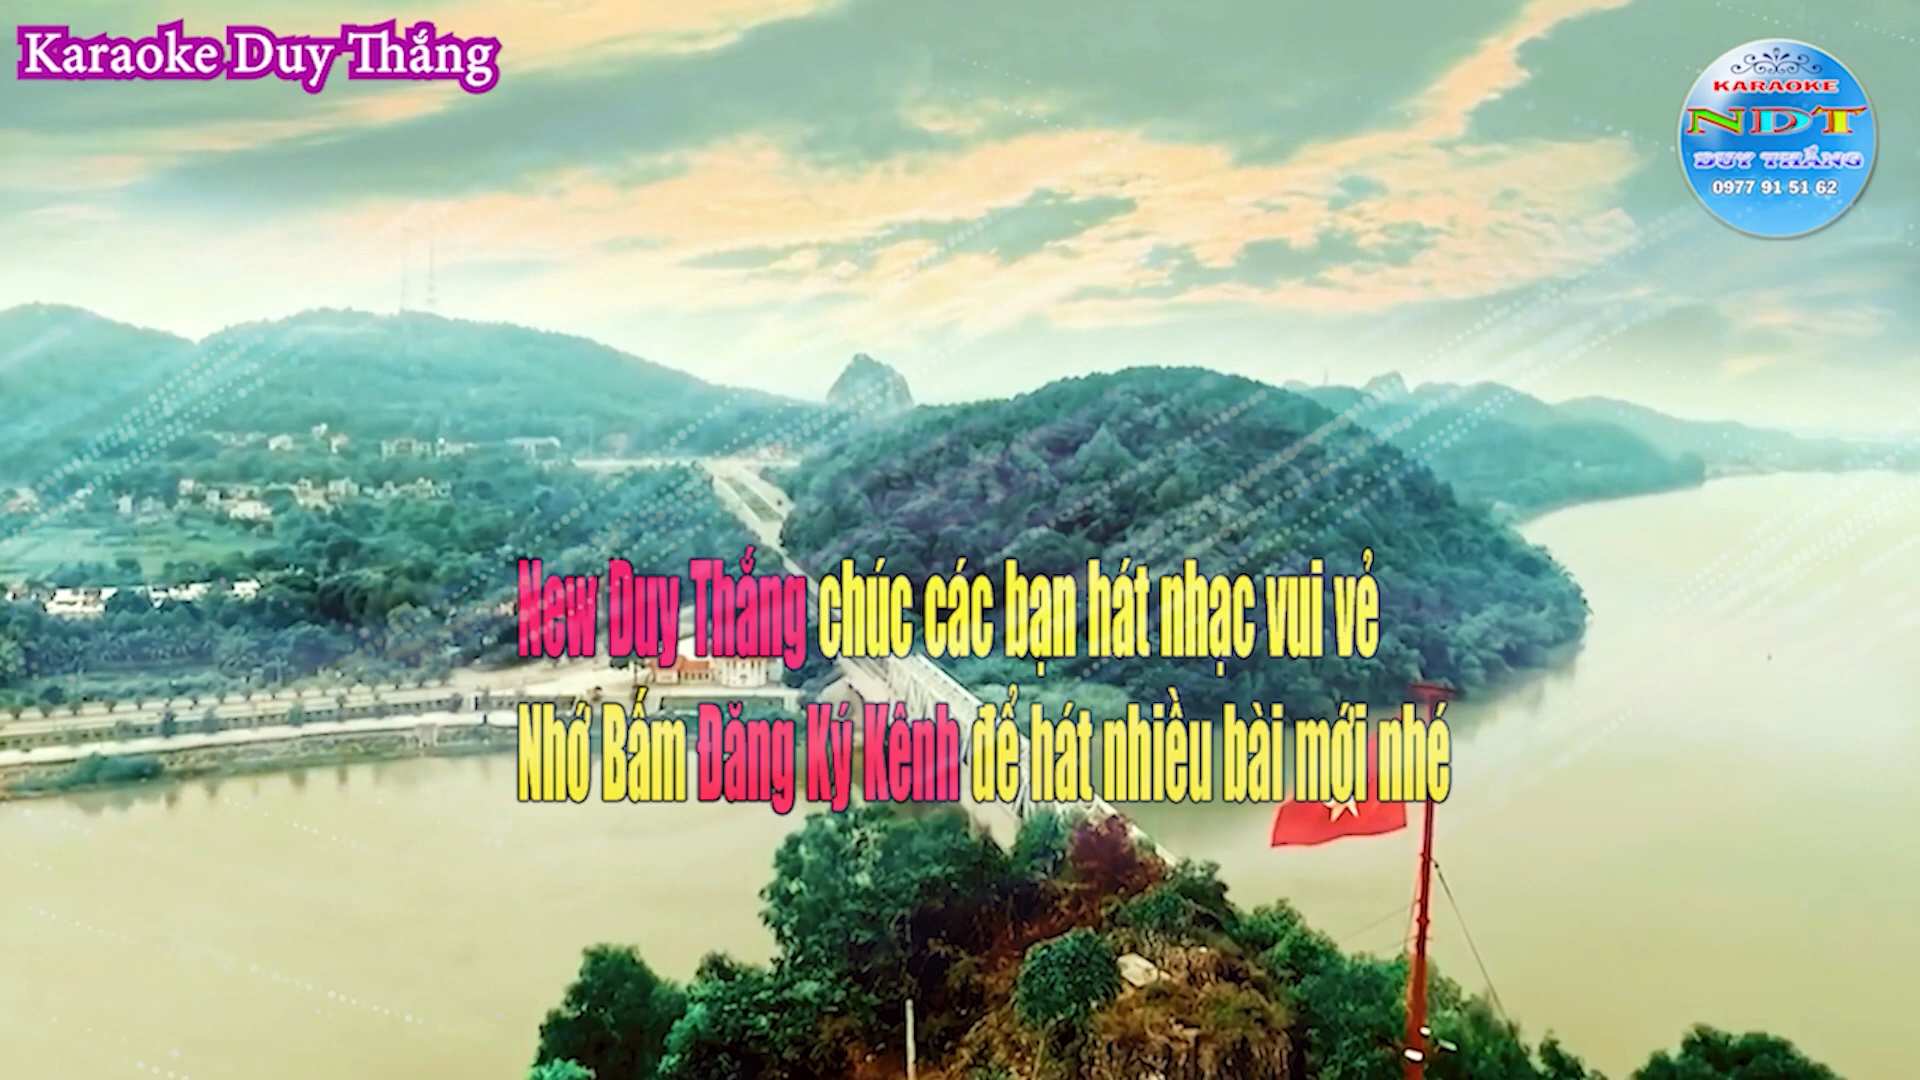 Karaoke Duy Thắng
KARAOKE
NDT
DUY THẮNG
0977 91 51 62
New Duy Thắng chúc các bạn hát nhạc vui vẻ
Nhớ Bấm Đăng Ký Kênh để hát nhiều bài mới nhé